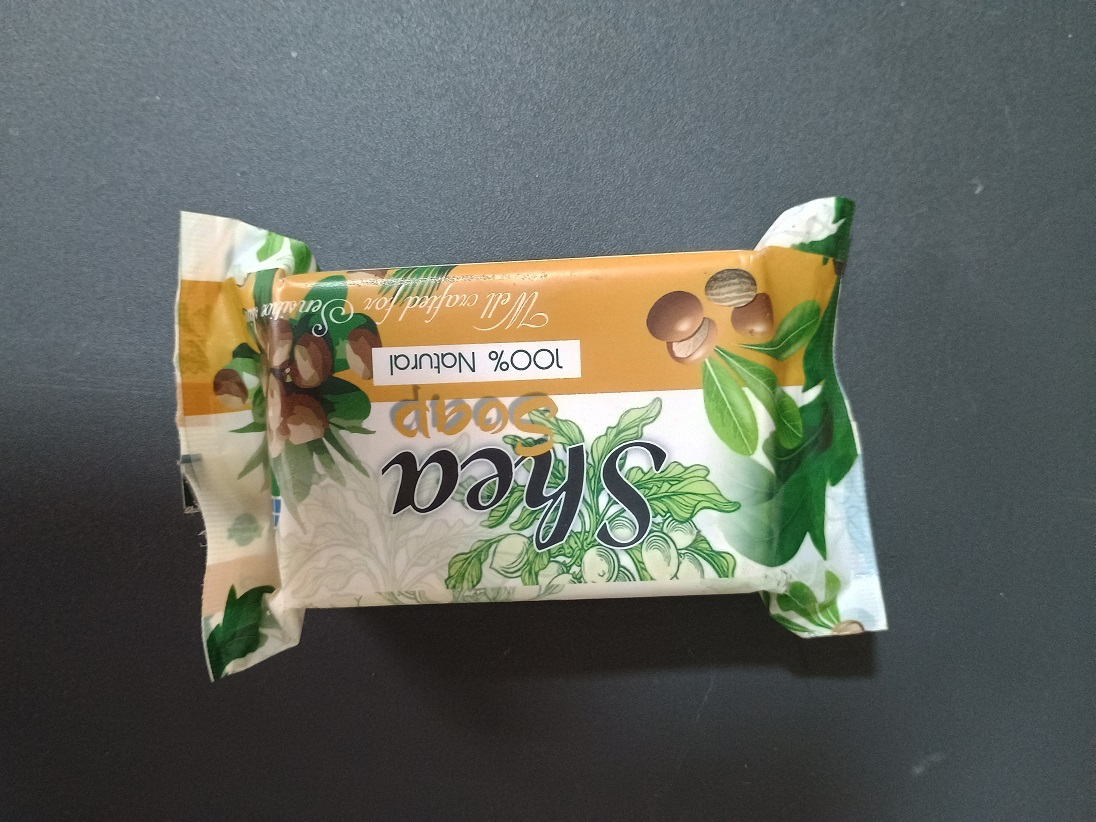 Shea
Soap
100% Natural
Well crafted for